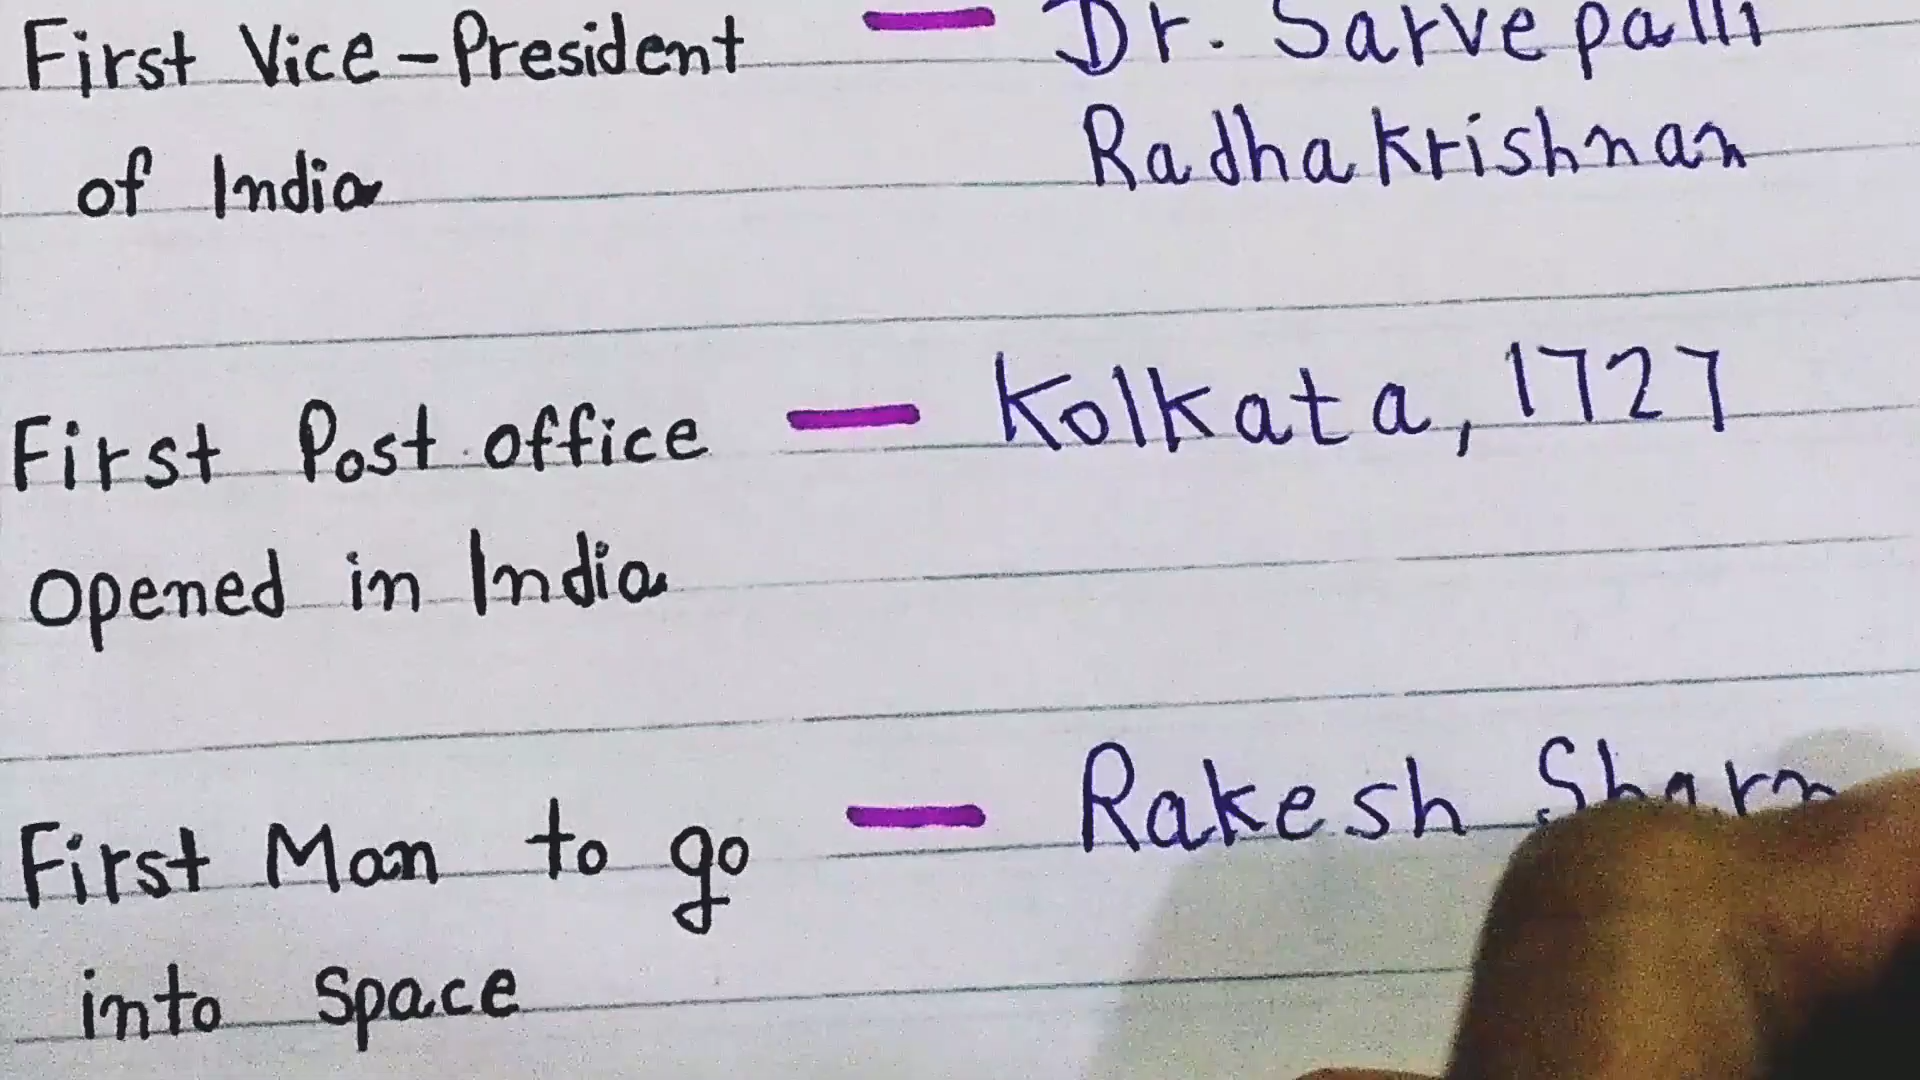 First Vice-President — Dr. Sarvepalli
of India Radhakrishnan
First Post office — Kolkata, 1727
opened in India
First Man to go — Rakesh
into space